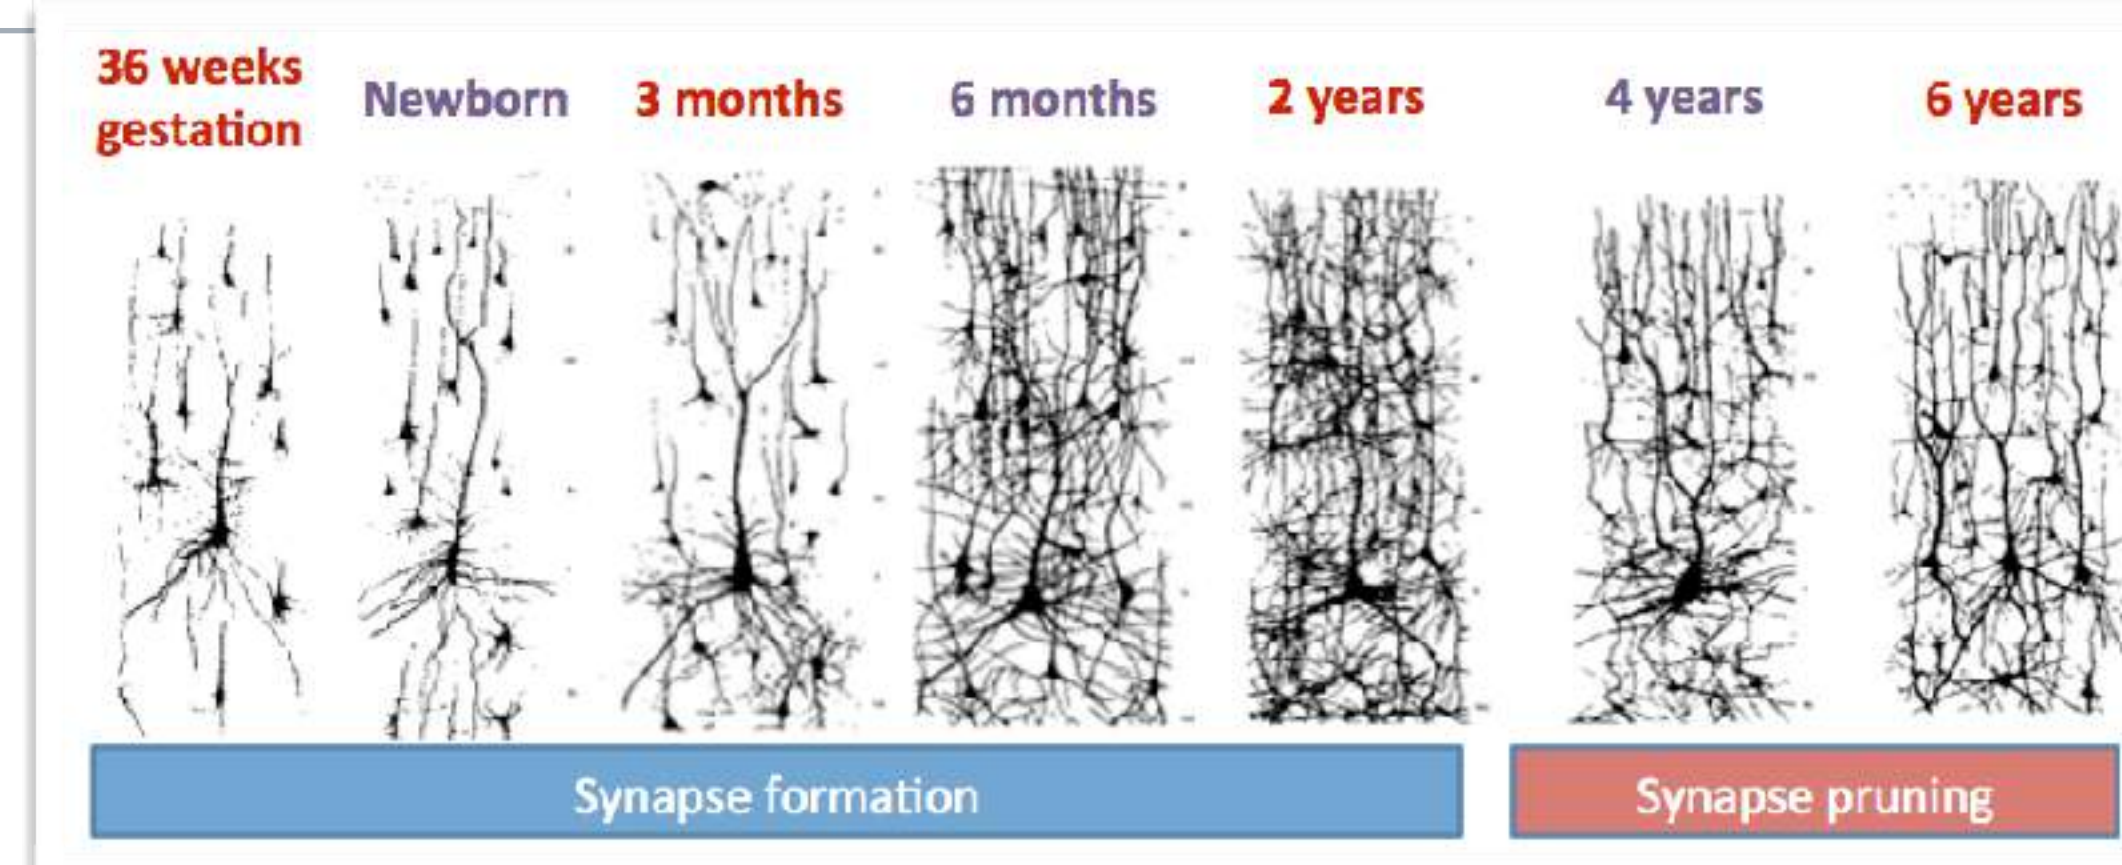 36 weeks
gestation
Newborn
3 months
6 months
2 years
4 years
6 years
Synapse formation
Synapse pruning